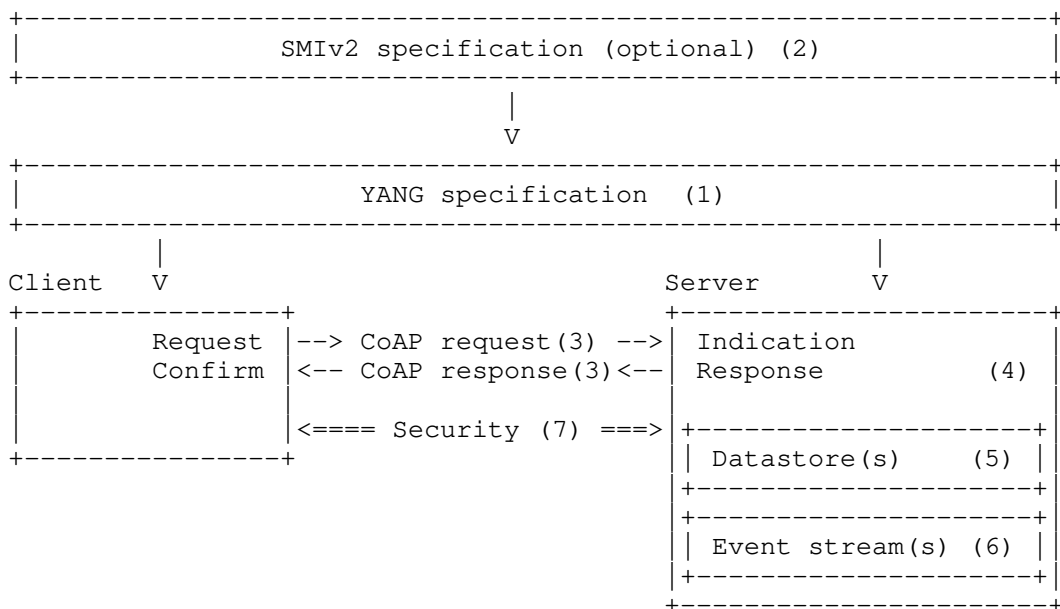 SMIv2 specification (optional) (2)
V
YANG specification (1)
Client V Server V
Request --> CoAP request(3) --> Indication
Confirm <-- CoAP response(3)<-- Response (4)
<==== Security (7) ===>
Datastore(s) (5)
Event stream(s) (6)